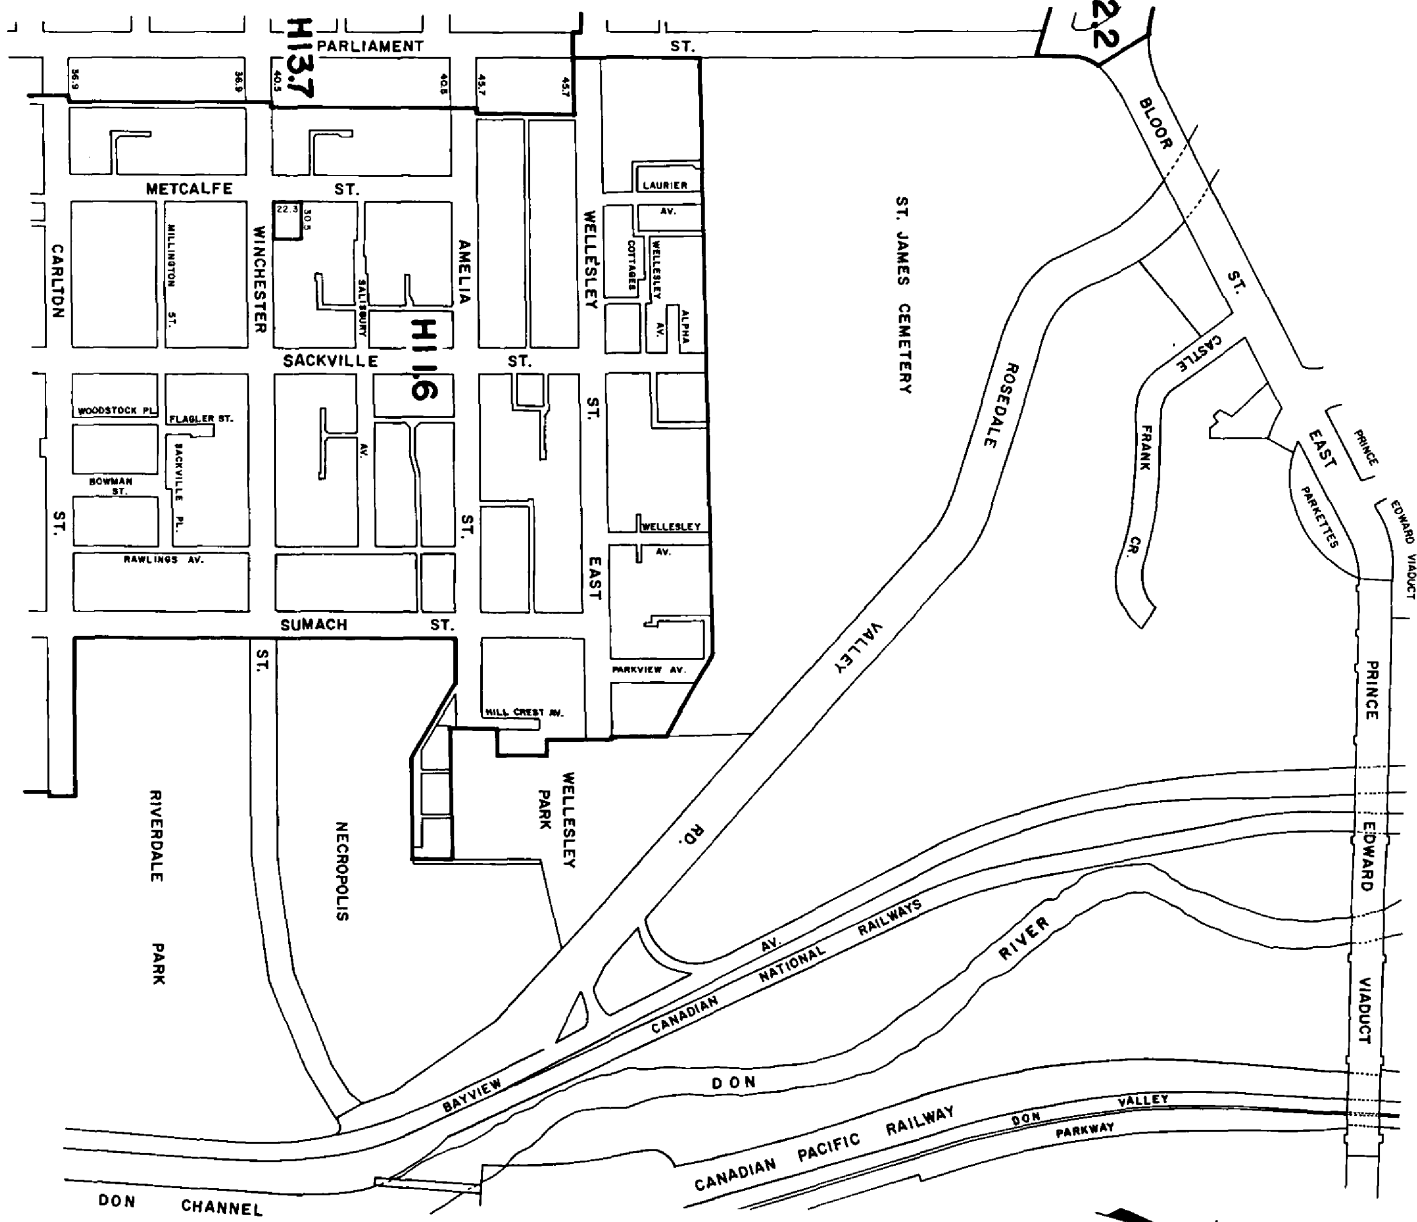 PARLIAMENT ST.
H13.7
2.2
36.9
36.9
40.5
40.5
45.7
45.7
BLOOR ST. EAST
METCALFE ST.
LAURIER AV.
22.3
30.5
CARLTON ST.
MILLINGTON ST.
WINCHESTER ST.
SALISBURY AV.
AMELIA ST.
WELLESLEY ST. EAST
WELLESLEY COTTAGES
WELLESLEY AV.
ALPHA
ST. JAMES CEMETERY
H11.6
SACKVILLE ST.
CASTLE FRANK CR.
ROSEDALE VALLEY RD.
WOODSTOCK PL.
FLAGLER ST.
SACKVILLE PL.
BOWMAN ST.
RAWLINGS AV.
WELLESLEY AV.
PRINCE EDWARD VIADUCT
PARKETTES
SUMACH ST.
PARKVIEW AV.
HILL CREST AV.
PRINCE EDWARD VIADUCT
RIVERDALE PARK
NECROPOLIS
WELLESLEY PARK
BAYVIEW AV.
CANADIAN NATIONAL RAILWAYS
DON RIVER
CANADIAN PACIFIC RAILWAY
DON VALLEY PARKWAY
DON CHANNEL